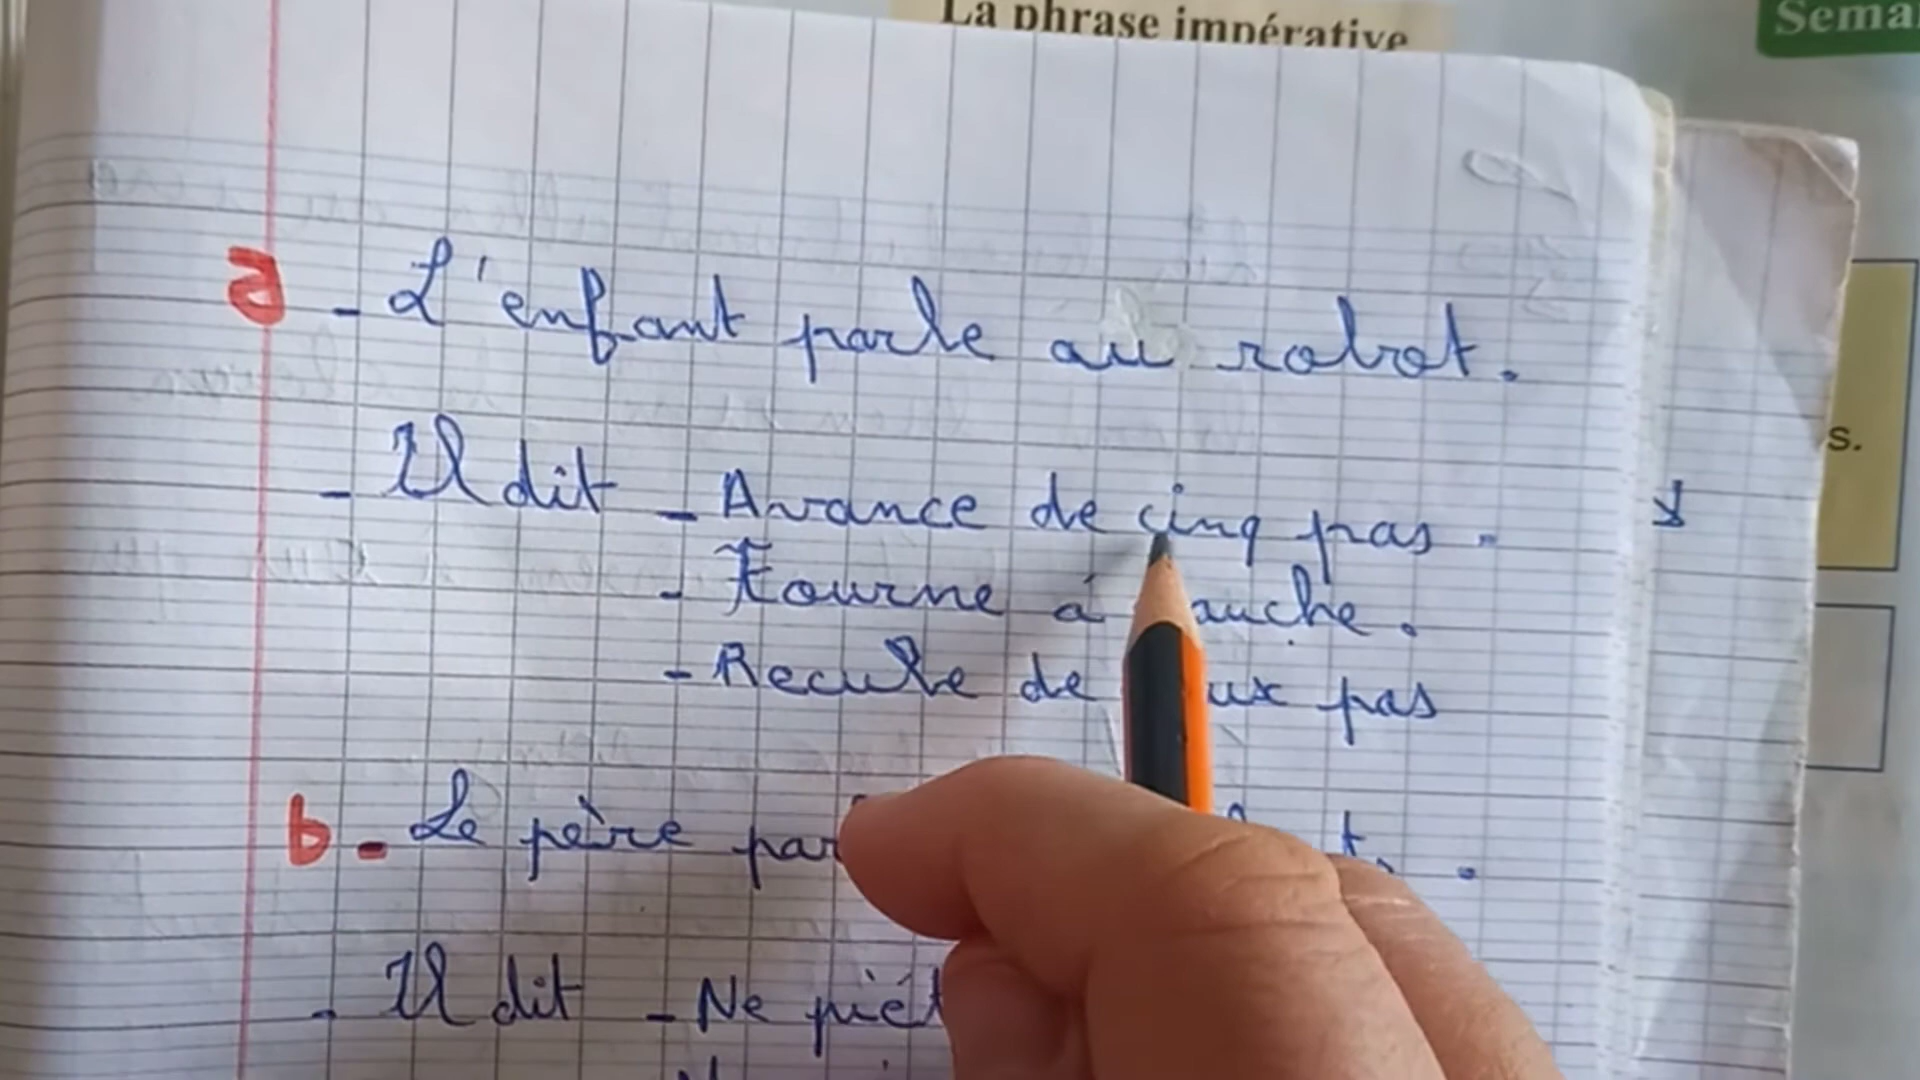 La phrase impérative
Sema
a - L'enfant parle au robot.
- Il dit - Avance de cinq pas.
- Tourne à
- Recule de pas
s.
b - Le père
- Il dit - Ne